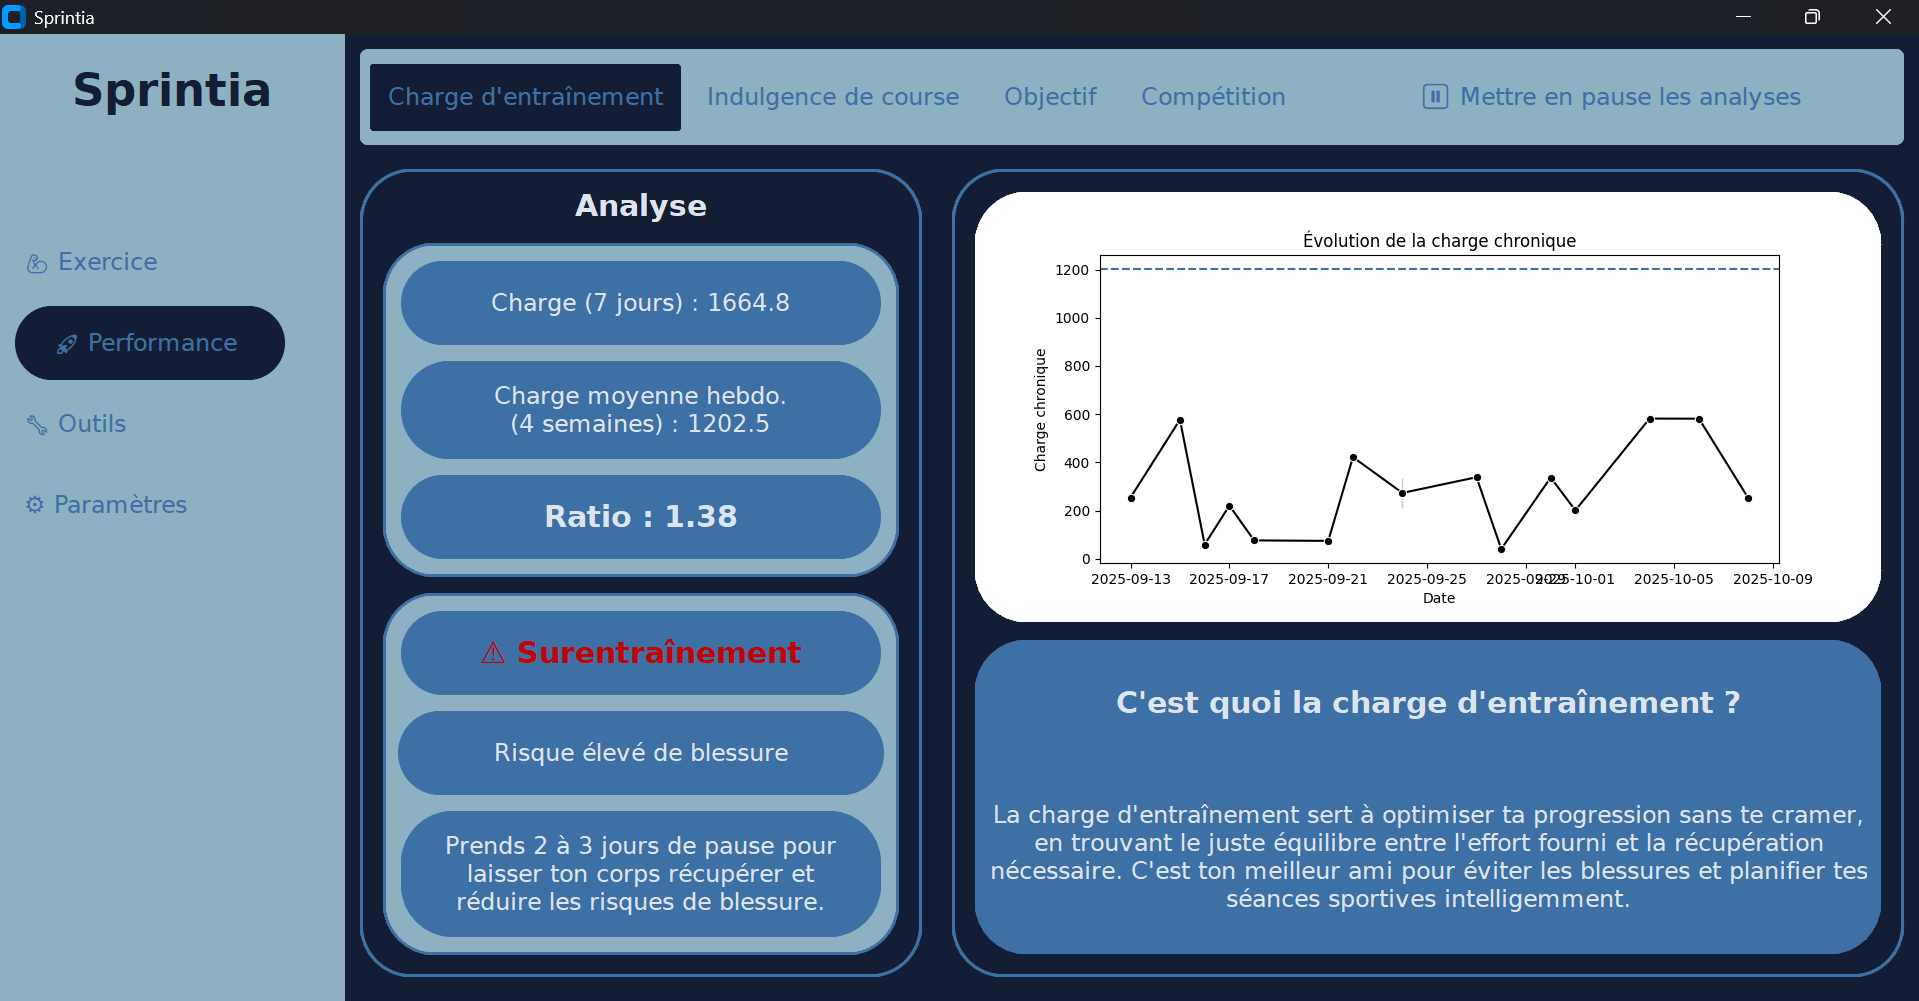 Sprintia
Sprintia
Exercice
Performance
Outils
Paramètres
Charge d'entraînement
Indulgence de course
Objectif
Compétition
Mettre en pause les analyses
Analyse
Charge (7 jours) : 1664.8
Charge moyenne hebdo.
(4 semaines) : 1202.5
Ratio : 1.38
⚠ Surentraînement
Risque élevé de blessure
Prends 2 à 3 jours de pause pour
laisser ton corps récupérer et
réduire les risques de blessure.
Évolution de la charge chronique
Charge chronique
1200
1000
800
600
400
200
0
2025-09-13 2025-09-17 2025-09-21 2025-09-25 2025-09-29 2025-10-01 2025-10-05 2025-10-09
Date
C'est quoi la charge d'entraînement ?
La charge d'entraînement sert à optimiser ta progression sans te cramer,
en trouvant le juste équilibre entre l'effort fourni et la récupération
nécessaire. C'est ton meilleur ami pour éviter les blessures et planifier tes
séances sportives intelligemment.